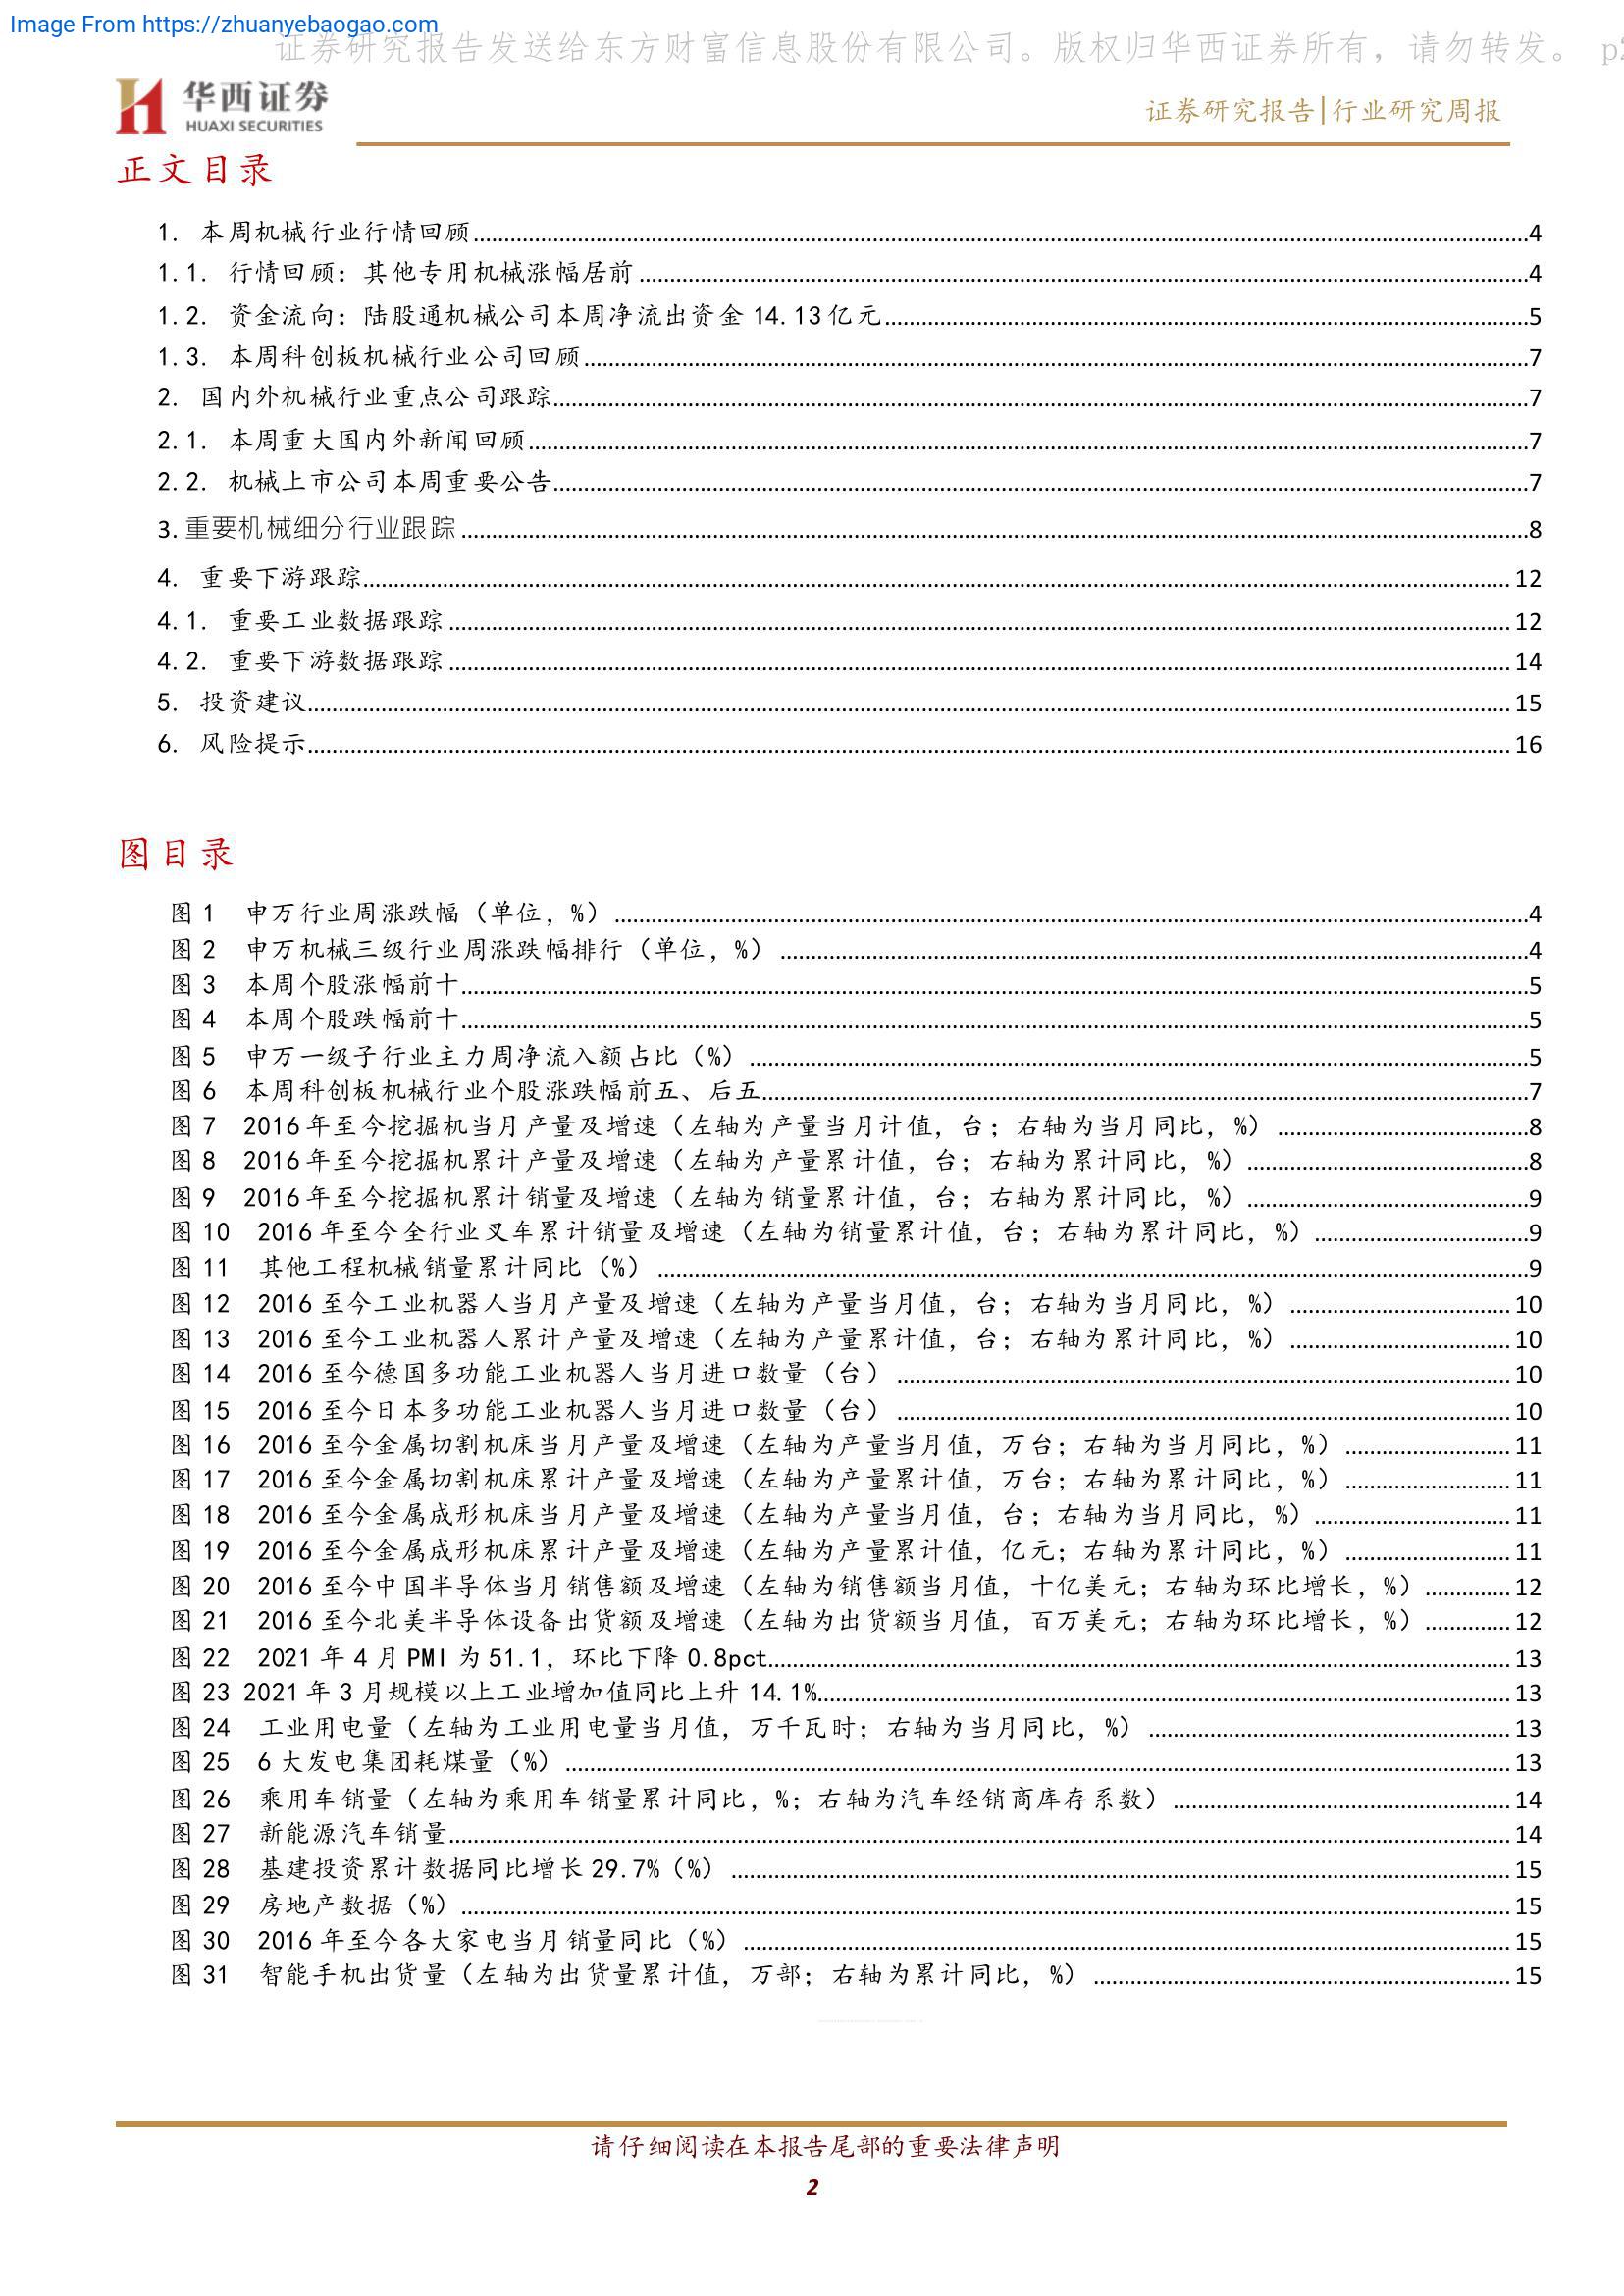 Image From https://zhuanyebaogao.com
证券研究报告发送给东方财富信息股份有限公司。版权归华西证券所有，请勿转发。 p2
华西证券
HUAXI SECURITIES
证券研究报告|行业研究周报
正文目录
1. 本周机械行业行情回顾......4
1.1. 行情回顾：其他专用机械涨幅居前......4
1.2. 资金流向：陆股通机械公司本周净流出资金 14.13 亿元......5
1.3. 本周科创板机械行业公司回顾......7
2. 国内外机械行业重点公司跟踪......7
2.1. 本周重大国内外新闻回顾......7
2.2. 机械上市公司本周重要公告......7
3.重要机械细分行业跟踪......8
4. 重要下游跟踪......12
4.1. 重要工业数据跟踪......12
4.2. 重要下游数据跟踪......14
5. 投资建议......15
6. 风险提示......16
图目录
图 1 申万行业周涨跌幅（单位，%）......4
图 2 申万机械三级行业周涨跌幅排行（单位，%）......4
图 3 本周个股涨幅前十......5
图 4 本周个股跌幅前十......5
图 5 申万一级子行业主力周净流入额占比（%）......5
图 6 本周科创板机械行业个股涨跌幅前五、后五......7
图 7 2016 年至今挖掘机当月产量及增速（左轴为产量当月计值，台；右轴为当月同比，%）......8
图 8 2016 年至今挖掘机累计产量及增速（左轴为产量累计值，台；右轴为累计同比，%）......8
图 9 2016 年至今挖掘机累计销量及增速（左轴为销量累计值，台；右轴为累计同比，%）......9
图 10 2016 年至今全行业叉车累计销量及增速（左轴为销量累计值，台；右轴为累计同比，%）......9
图 11 其他工程机械销量累计同比（%）......9
图 12 2016 至今工业机器人当月产量及增速（左轴为产量当月值，台；右轴为当月同比，%）......10
图 13 2016 至今工业机器人累计产量及增速（左轴为产量累计值，台；右轴为累计同比，%）......10
图 14 2016 至今德国多功能工业机器人当月进口数量（台）......10
图 15 2016 至今日本多功能工业机器人当月进口数量（台）......10
图 16 2016 至今金属切割机床当月产量及增速（左轴为产量当月值，万台；右轴为当月同比，%）......11
图 17 2016 至今金属切割机床累计产量及增速（左轴为产量累计值，万台；右轴为累计同比，%）......11
图 18 2016 至今金属成形机床当月产量及增速（左轴为产量当月值，台；右轴为当月同比，%）......11
图 19 2016 至今金属成形机床累计产量及增速（左轴为产量累计值，亿元；右轴为累计同比，%）......11
图 20 2016 至今中国半导体当月销售额及增速（左轴为销售额当月值，十亿美元；右轴为环比增长，%）......12
图 21 2016 至今北美半导体设备出货额及增速（左轴为出货额当月值，百万美元；右轴为环比增长，%）......12
图 22 2021 年 4 月 PMI 为 51.1，环比下降 0.8pct......13
图 23 2021 年 3 月规模以上工业增加值同比上升 14.1%......13
图 24 工业用电量（左轴为工业用电量当月值，万千瓦时；右轴为当月同比，%）......13
图 25 6 大发电集团耗煤量（%）......13
图 26 乘用车销量（左轴为乘用车销量累计同比，%；右轴为汽车经销商库存系数）......14
图 27 新能源汽车销量......14
图 28 基建投资累计数据同比增长 29.7%（%）......15
图 29 房地产数据（%）......15
图 30 2016 年至今各大家电当月销量同比（%）......15
图 31 智能手机出货量（左轴为出货量累计值，万部；右轴为累计同比，%）......15
请仔细阅读在本报告尾部的重要法律声明
2